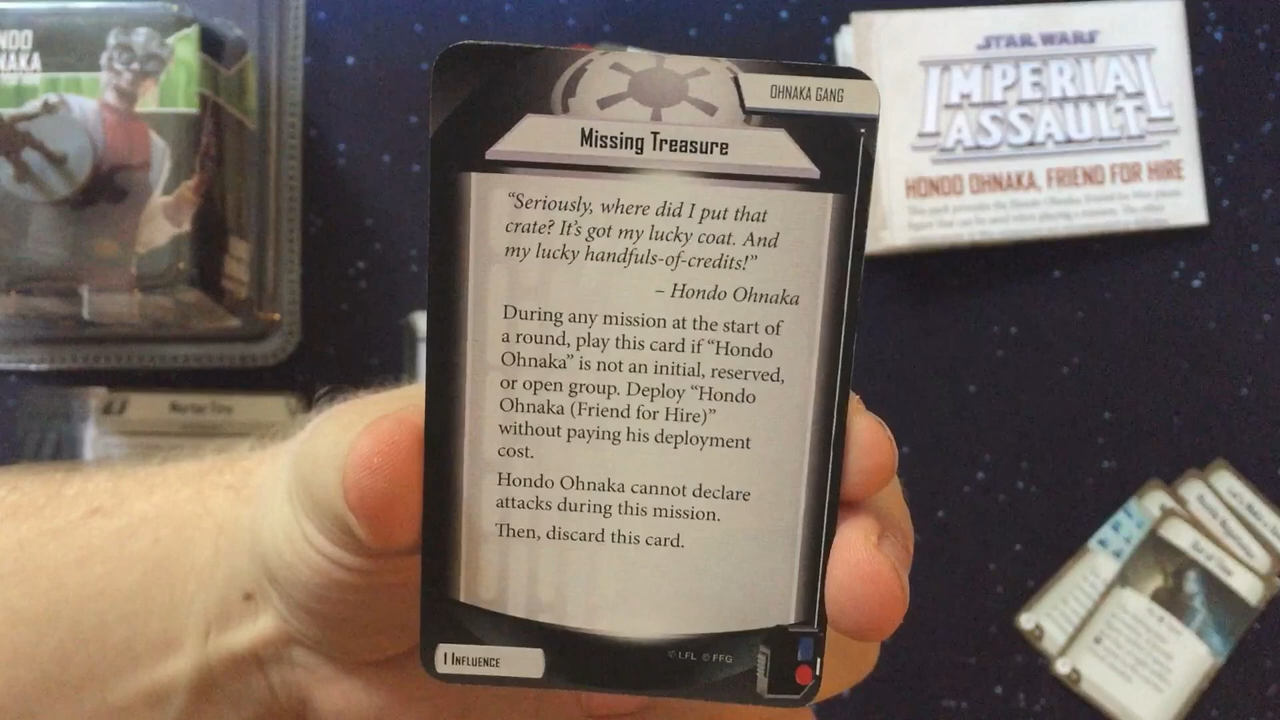 NDO
NAKA
OHNAKA GANG
Missing Treasure
“Seriously, where did I put that
crate? It’s got my lucky coat. And
my lucky handfuls-of-credits!”
– Hondo Ohnaka
During any mission at the start of
a round, play this card if “Hondo
Ohnaka” is not an initial, reserved,
or open group. Deploy “Hondo
Ohnaka (Friend for Hire)”
without paying his deployment
cost.
Hondo Ohnaka cannot declare
attacks during this mission.
Then, discard this card.
1 INFLUENCE
© LFL © FFG
STAR WARS
IMPERIAL
ASSAULT
HONDO OHNAKA, FRIEND FOR HIRE